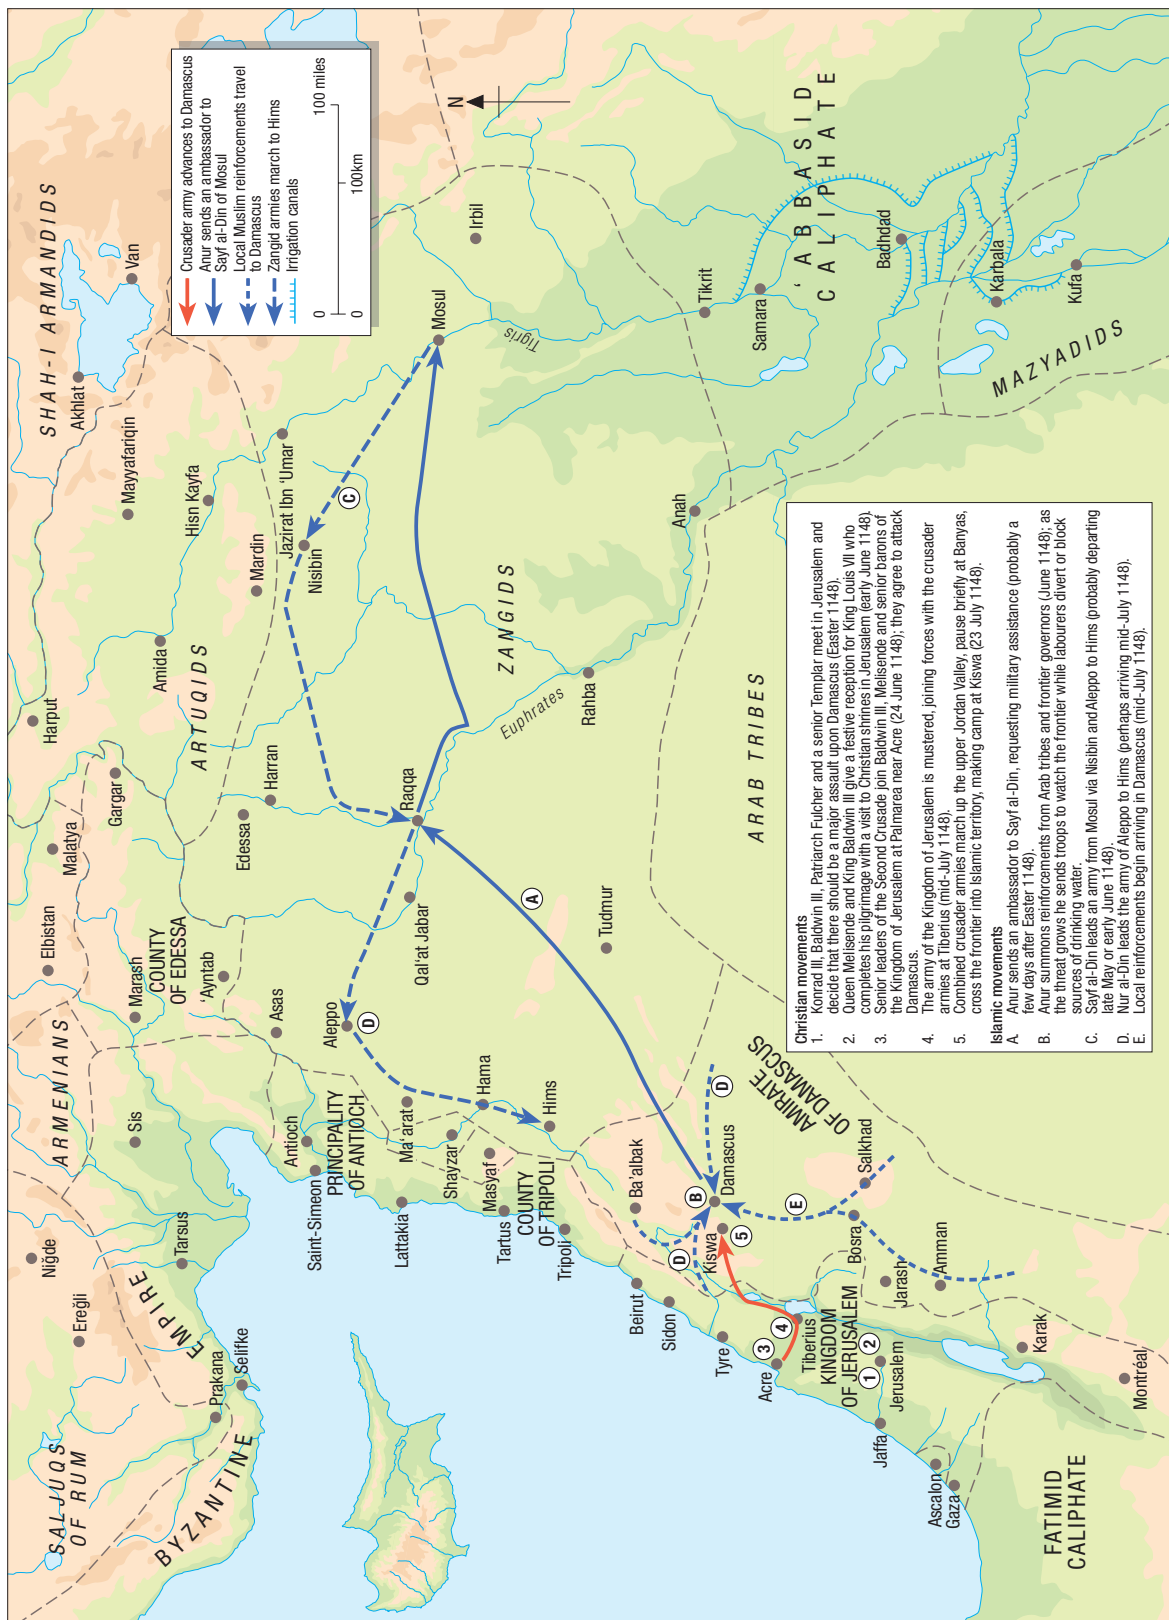 SALJUQS
OF RUM
BYZANTINE
EMPIRE
Niğde
Ereğli
Prakana
Selifke
Tarsus
ARMENIANS
Sis
Elbistan
Marash
COUNTY
OF EDESSA
'Ayntab
Malatya
Gargar
Harput
Asas
Edessa
Harran
ARTUQIDS
Amida
Mardin
Mayyafariqin
Hisn Kayfa
SHAH-I ARMANDIDS
Akhlat
Van
Jazirat Ibn 'Umar
Nisibin
C
Mosul
Irbil
Tigris
Saint-Simeon
Antioch
PRINCIPALITY
OF ANTIOCH
Aleppo
D
Qal'at Jabar
Raqqa
Lattakia
Ma'arat
Shayzar
Hama
Masyaf
Tartus
COUNTY
OF TRIPOLI
Tripoli
Hims
A
Tudmur
Euphrates
Rahba
ZANGIDS
Anah
Tikrit
Samara
'ABBASID
CALIPHATE
Badhdad
Karbala
Kufa
MAZYADIDS
ARAB TRIBES
Beirut
Sidon
Ba'albak
D
B
Damascus
D
AMIRATE
OF DAMASCUS
Kiswa
5
Tyre
Acre
3
4
Tiberius
KINGDOM
OF JERUSALEM
E
Salkhad
Bosra
Jarash
Amman
1
2
Jerusalem
Jaffa
Ascalon
Gaza
Karak
Montréal
FATIMID
CALIPHATE
Crusader army advances to Damascus
Anur sends an ambassador to
Sayf al-Din of Mosul
Local Muslim reinforcements travel
to Damascus
Zangid armies march to Hims
Irrigation canals
0 100 miles
0 100km
N
Christian movements
1. Konrad III, Baldwin III, Patriarch Fulcher and a senior Templar meet in Jerusalem and
decide that there should be a major assault upon Damascus (Easter 1148).
2. Queen Melisende and King Baldwin III give a festive reception for King Louis VII who
completes his pilgrimage with a visit to Christian shrines in Jerusalem (early June 1148).
3. Senior leaders of the Second Crusade join Baldwin III, Melisende and senior barons of
the Kingdom of Jerusalem at Palmarea near Acre (24 June 1148); they agree to attack
Damascus.
4. The army of the Kingdom of Jerusalem is mustered, joining forces with the crusader
armies at Tiberius (mid-July 1148).
5. Combined crusader armies march up the upper Jordan Valley, pause briefly at Banyas,
cross the frontier into Islamic territory, making camp at Kiswa (23 July 1148).
Islamic movements
A. Anur sends an ambassador to Sayf al-Din, requesting military assistance (probably a
few days after Easter 1148).
B. Anur summons reinforcements from Arab tribes and frontier governors (June 1148); as
the threat grows he sends troops to watch the frontier while labourers divert or block
sources of drinking water.
C. Sayf al-Din leads an army from Mosul via Nisibin and Aleppo to Hims (probably departing
late May or early June 1148).
D. Nur al-Din leads the army of Aleppo to Hims (perhaps arriving mid-July 1148).
E. Local reinforcements begin arriving in Damascus (mid-July 1148).